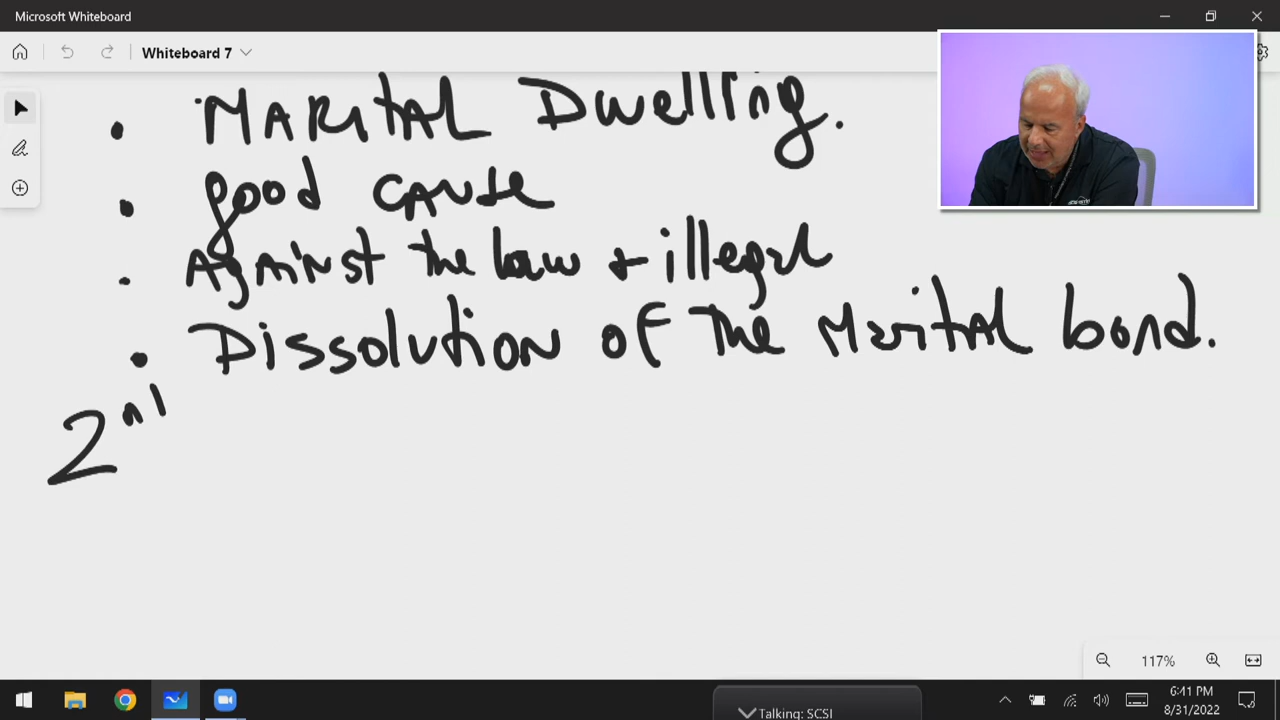 Microsoft Whiteboard
Whiteboard 7
• MARITAL Dwelling.
• good CAUSE
• AgAiNst the law + illegal
• Dissolution of The MaritAL bond.
2nd
117%
Talking: SCSI
6:41 PM
8/31/2022